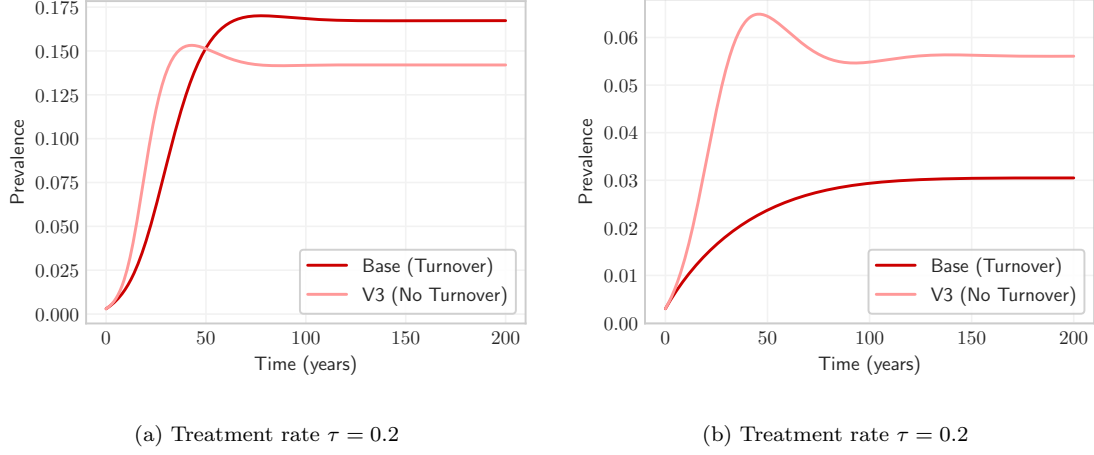 0.175
0.150
0.125
0.100
0.075
0.050
0.025
0.000
Prevalence
0
50
100
150
200
Time (years)
Base (Turnover)
V3 (No Turnover)
(a) Treatment rate τ = 0.2
0.06
0.05
0.04
0.03
0.02
0.01
0.00
Prevalence
0
50
100
150
200
Time (years)
Base (Turnover)
V3 (No Turnover)
(b) Treatment rate τ = 0.2